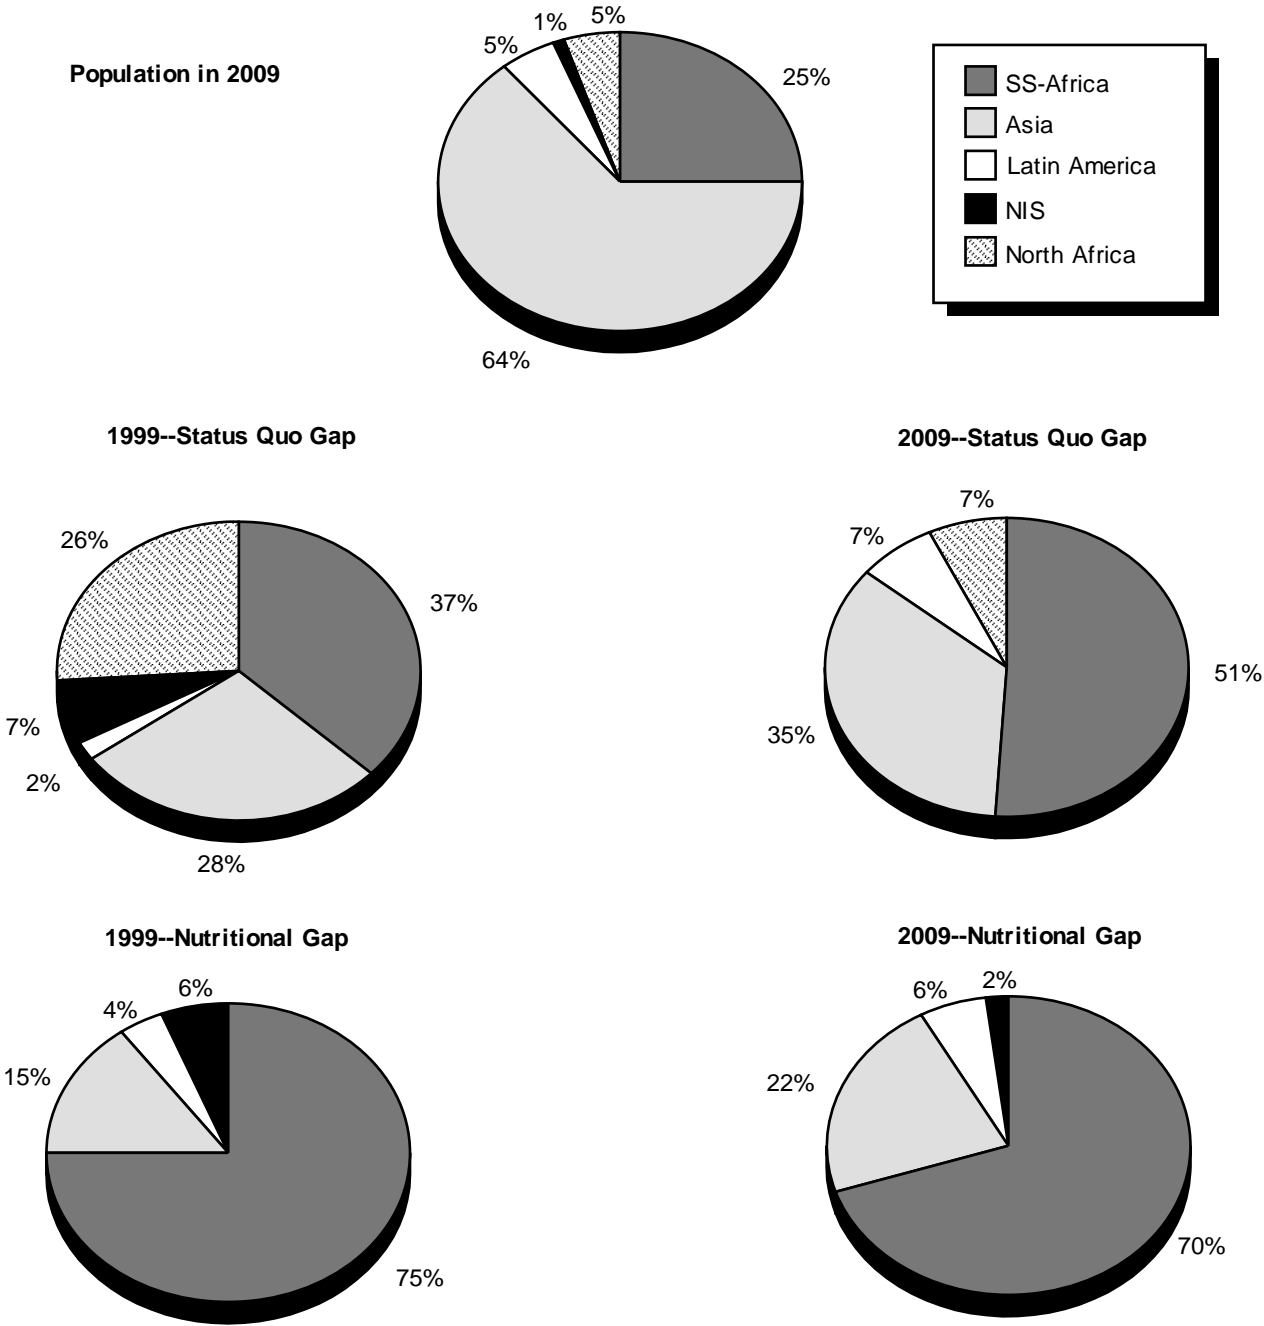 Population in 2009
5%
1%
5%
25%
64%
SS-Africa
Asia
Latin America
NIS
North Africa
1999--Status Quo Gap
26%
37%
7%
2%
28%
2009--Status Quo Gap
7%
7%
51%
35%
1999--Nutritional Gap
6%
4%
15%
75%
2009--Nutritional Gap
2%
6%
22%
70%